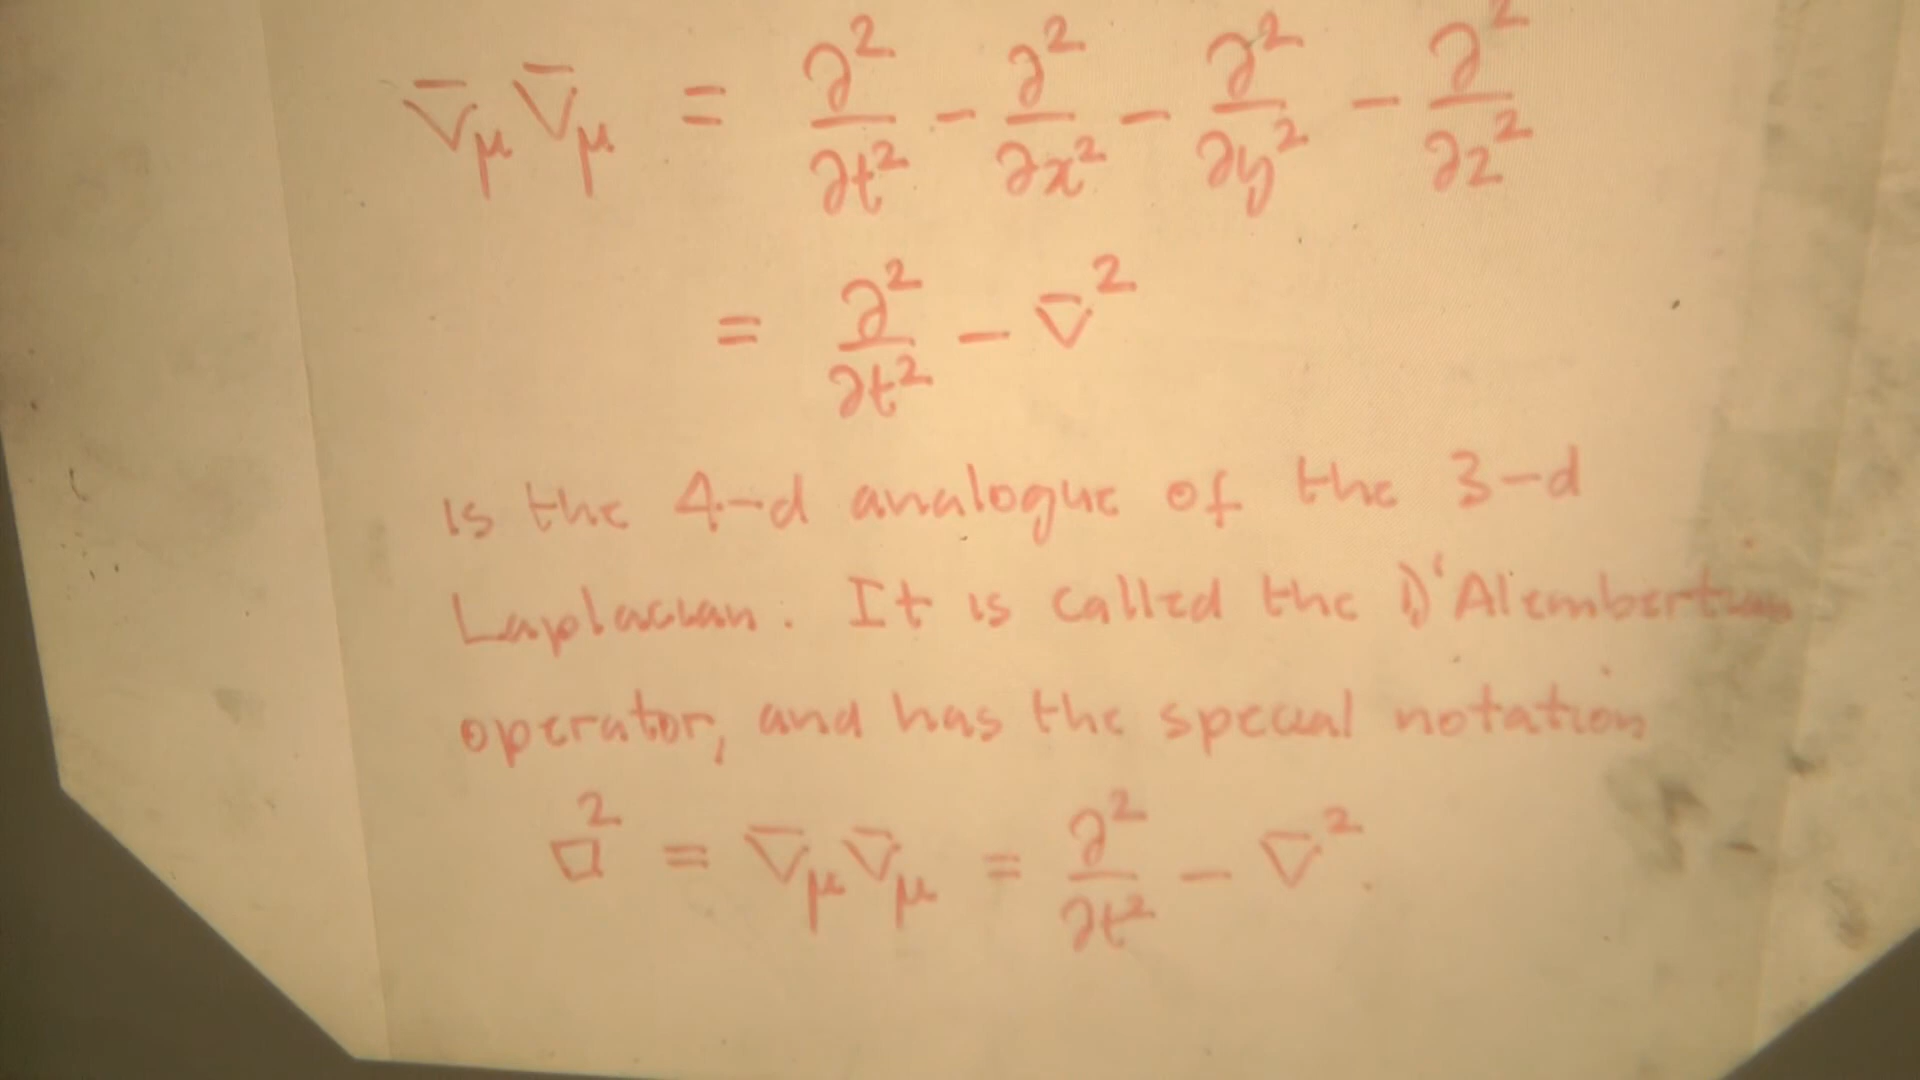 ∇μ∇μ = ∂²/∂t² − ∂²/∂x² − ∂²/∂y² − ∂²/∂z²
= ∂²/∂t² − ∇²
is the 4-d analogue of the 3-d
Laplacian. It is called the D'Alembertian
operator, and has the special notation
□² = ∇μ∇μ = ∂²/∂t² − ∇².